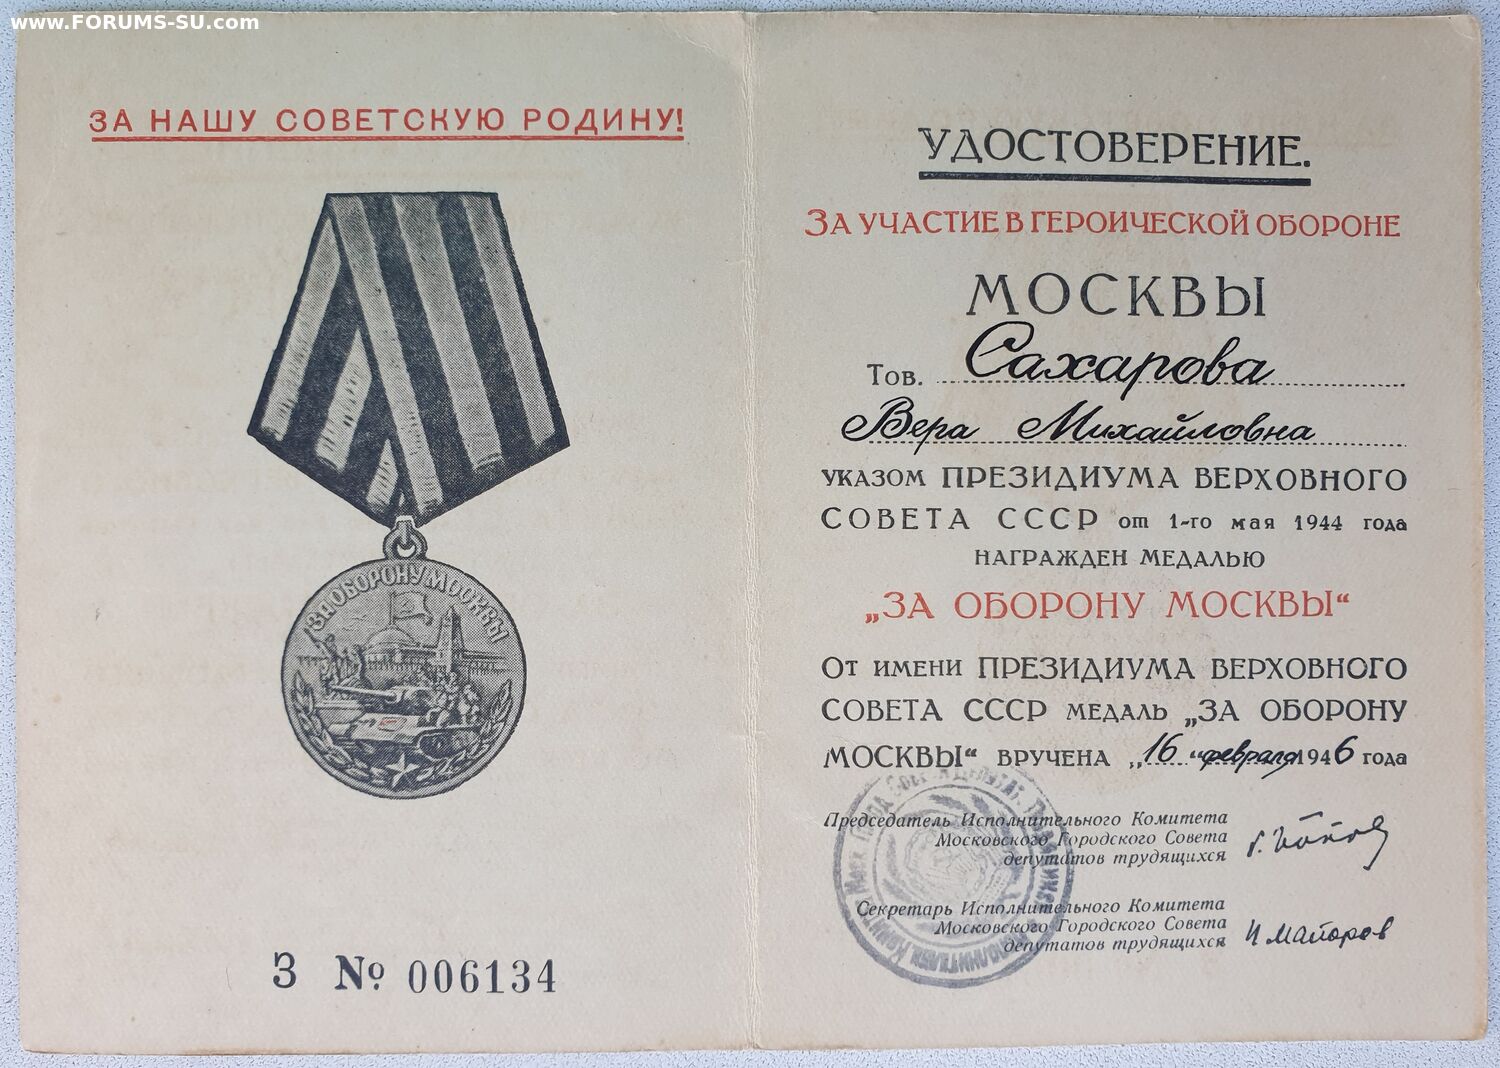 www.FORUMS-SU.com
ЗА НАШУ СОВЕТСКУЮ РОДИНУ!
ЗА ОБОРОНУ МОСКВЫ
З № 006134
УДОСТОВЕРЕНИЕ.
ЗА УЧАСТИЕ В ГЕРОИЧЕСКОЙ ОБОРОНЕ
МОСКВЫ
Тов. Сахарова
Вера Михайловна
УКАЗОМ ПРЕЗИДИУМА ВЕРХОВНОГО
СОВЕТА СССР от 1-го мая 1944 года
НАГРАЖДЕН МЕДАЛЬЮ
„ЗА ОБОРОНУ МОСКВЫ“
От имени ПРЕЗИДИУМА ВЕРХОВНОГО
СОВЕТА СССР МЕДАЛЬ „ЗА ОБОРОНУ
МОСКВЫ“ ВРУЧЕНА „16“ февраля 1946 года
Председатель Исполнительного Комитета
Московского Городского Совета
депутатов трудящихся
Г. Попов
Секретарь Исполнительного Комитета
Московского Городского Совета
депутатов трудящихся
П Майоров